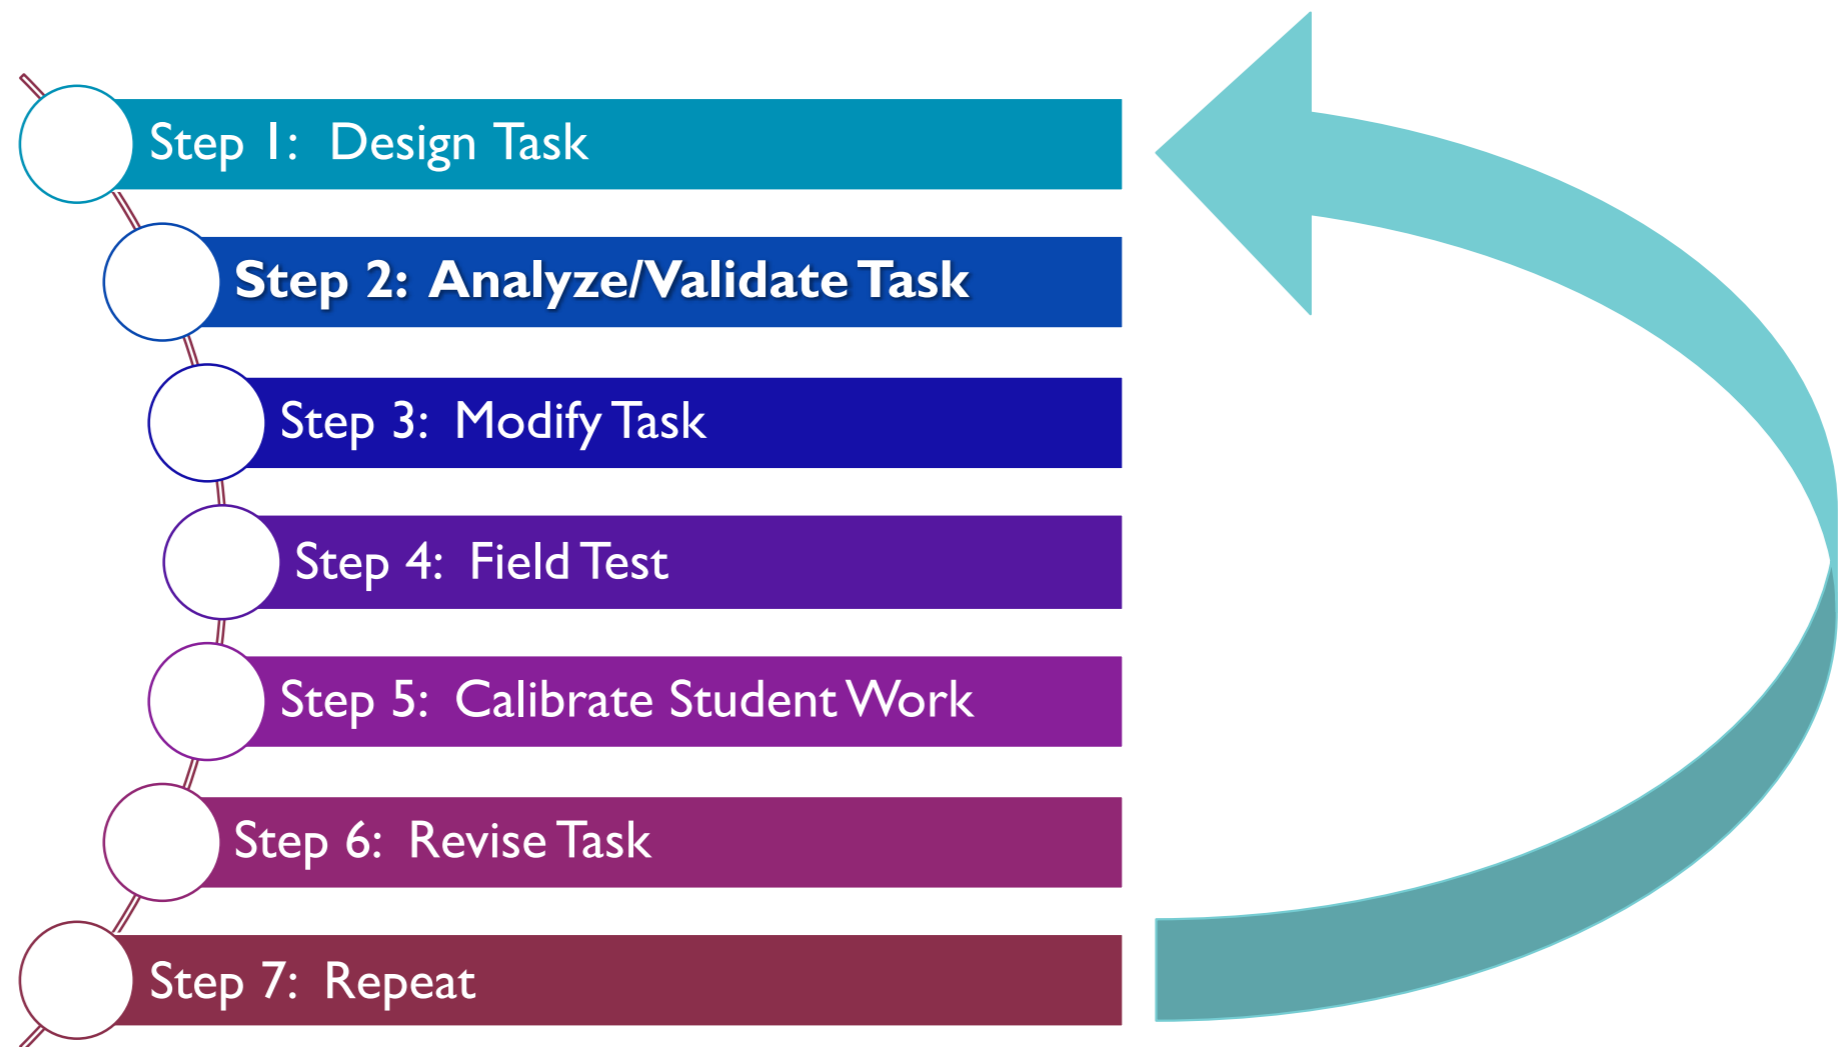 Step 1: Design Task
Step 2: Analyze/Validate Task
Step 3: Modify Task
Step 4: Field Test
Step 5: Calibrate Student Work
Step 6: Revise Task
Step 7: Repeat